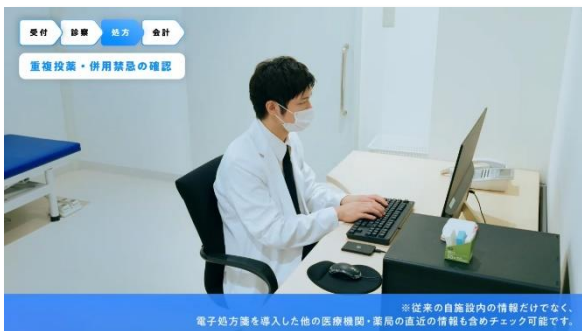 受付 診察 処方 会計
重複投薬・併用禁忌の確認
※従来の自施設内の情報だけでなく、
電子処方箋を導入した他の医療機関・薬局の直近の情報も含めチェック可能です。